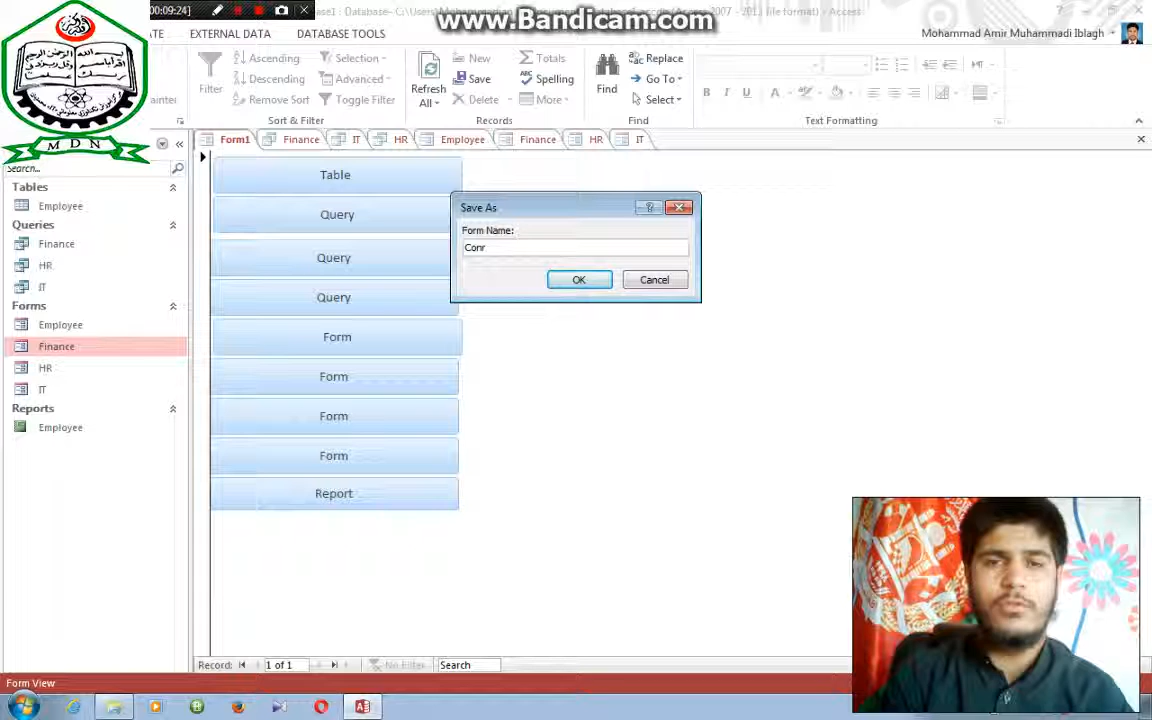 00:09:24
www.Bandicam.com
EXTERNAL DATA
DATABASE TOOLS
Mohammad Amir Muhammadi Iblagh
Filter
Ascending
Descending
Remove Sort
Selection
Advanced
Toggle Filter
Sort & Filter
Refresh
All
New
Save
Delete
Totals
Spelling
More
Records
Find
Replace
Go To
Select
Find
B I U
Text Formatting
MDN
Form1
Finance
IT
HR
Employee
Finance
HR
IT
Search...
Tables
Employee
Queries
Finance
HR
IT
Forms
Employee
Finance
HR
IT
Reports
Employee
Table
Query
Query
Query
Form
Form
Form
Form
Report
Save As
Form Name:
Conr
OK
Cancel
Record:
1 of 1
No Filter
Search
Form View